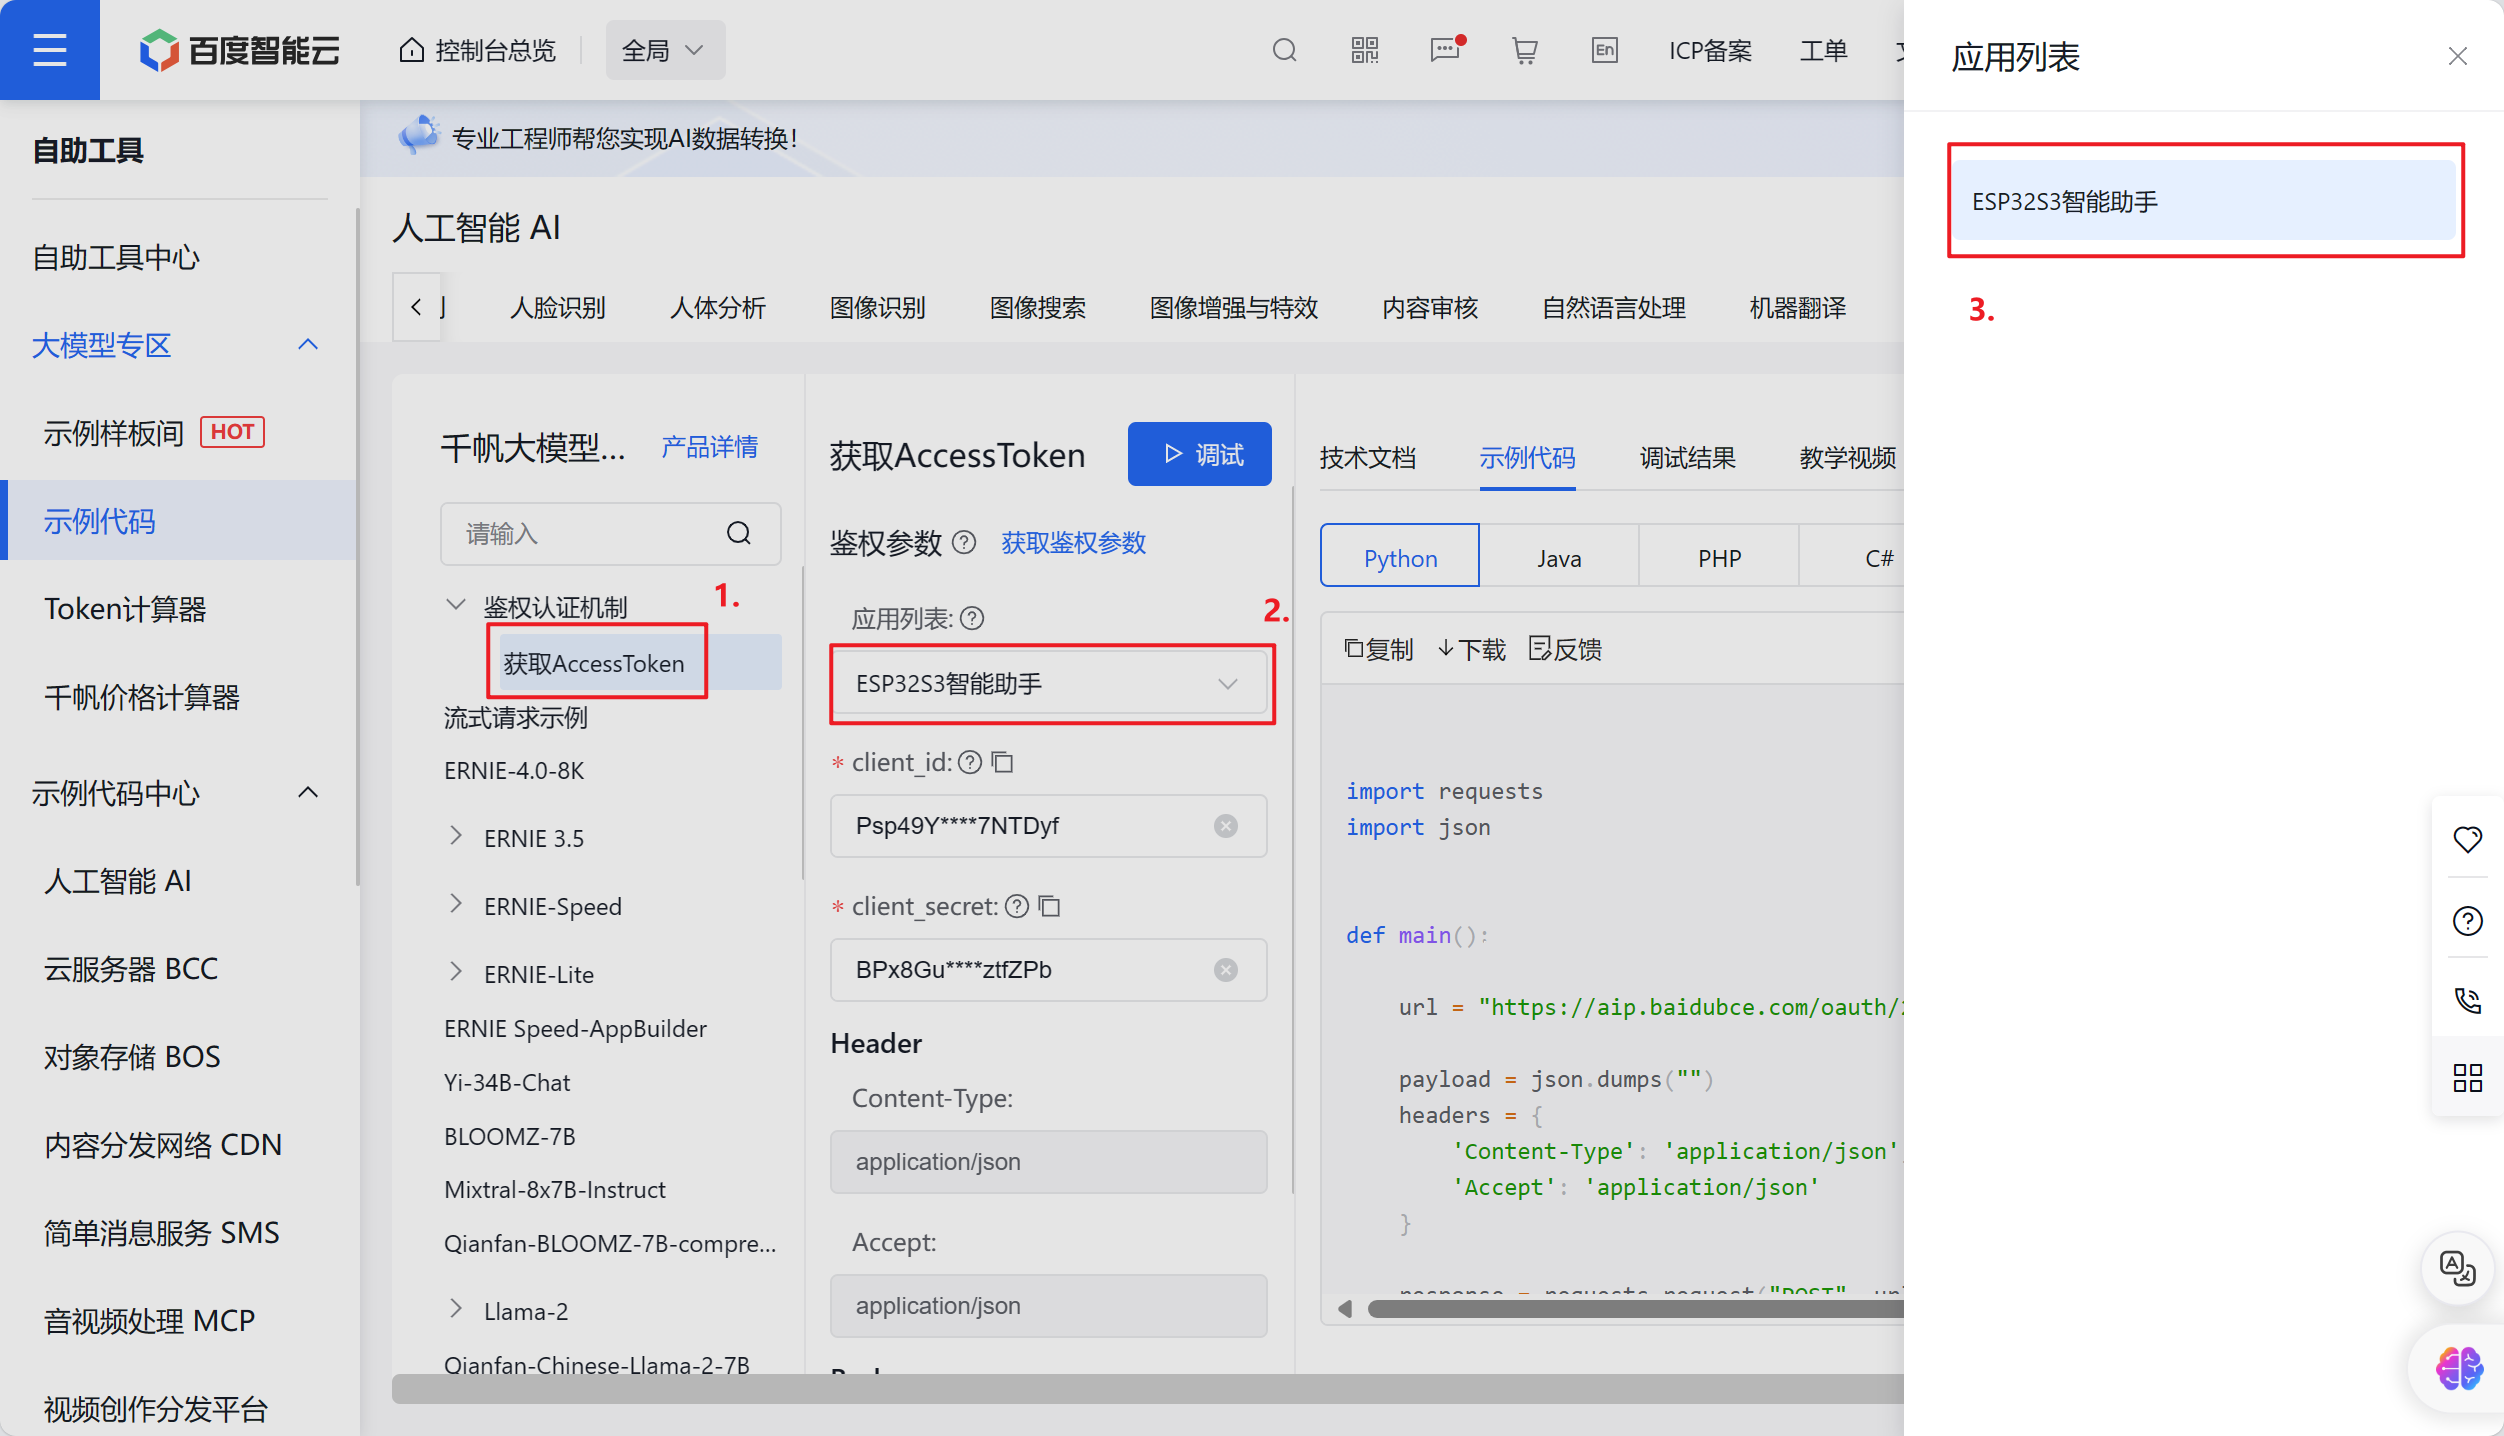 百度智能云
控制台总览
全局
En
ICP备案
工单
应用列表
自助工具
自助工具中心
大模型专区
示例样板间 HOT
示例代码
Token计算器
千帆价格计算器
示例代码中心
人工智能 AI
云服务器 BCC
对象存储 BOS
内容分发网络 CDN
简单消息服务 SMS
音视频处理 MCP
视频创作分发平台
专业工程师帮您实现AI数据转换！
人工智能 AI
人脸识别
人体分析
图像识别
图像搜索
图像增强与特效
内容审核
自然语言处理
机器翻译
千帆大模型...
产品详情
请输入
鉴权认证机制
1.
获取AccessToken
流式请求示例
ERNIE-4.0-8K
ERNIE 3.5
ERNIE-Speed
ERNIE-Lite
ERNIE Speed-AppBuilder
Yi-34B-Chat
BLOOMZ-7B
Mixtral-8x7B-Instruct
Qianfan-BLOOMZ-7B-compre...
Llama-2
Qianfan-Chinese-Llama-2-7B
获取AccessToken
调试
鉴权参数
获取鉴权参数
应用列表:
2.
ESP32S3智能助手
* client_id:
Psp49Y****7NTDyf
* client_secret:
BPx8Gu****ztfZPb
Header
Content-Type:
application/json
Accept:
application/json
技术文档
示例代码
调试结果
教学视频
Python
Java
PHP
C#
复制
下载
反馈
import requests
import json
def main():
url = "https://aip.baidubce.com/oauth/
payload = json.dumps("")
headers = {
'Content-Type': 'application/json'
'Accept': 'application/json'
}
response = requests.request("POST", url
ESP32S3智能助手
3.